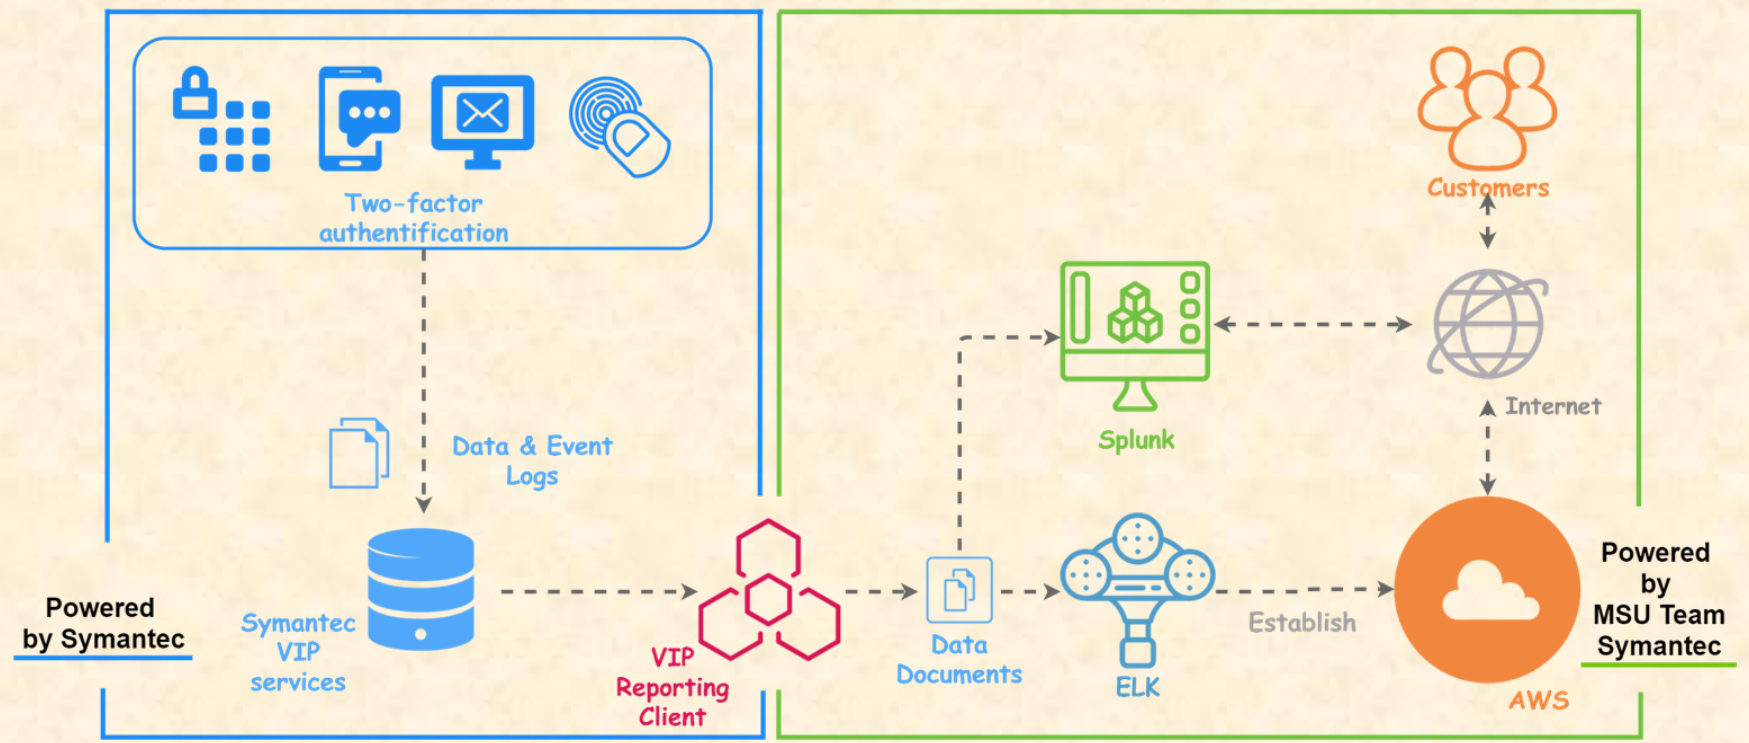 Two-factor
authentification
Data & Event
Logs
Powered
by Symantec
Symantec
VIP
services
VIP
Reporting
Client
Data
Documents
Splunk
ELK
Establish
Customers
Internet
AWS
Powered
by
MSU Team
Symantec